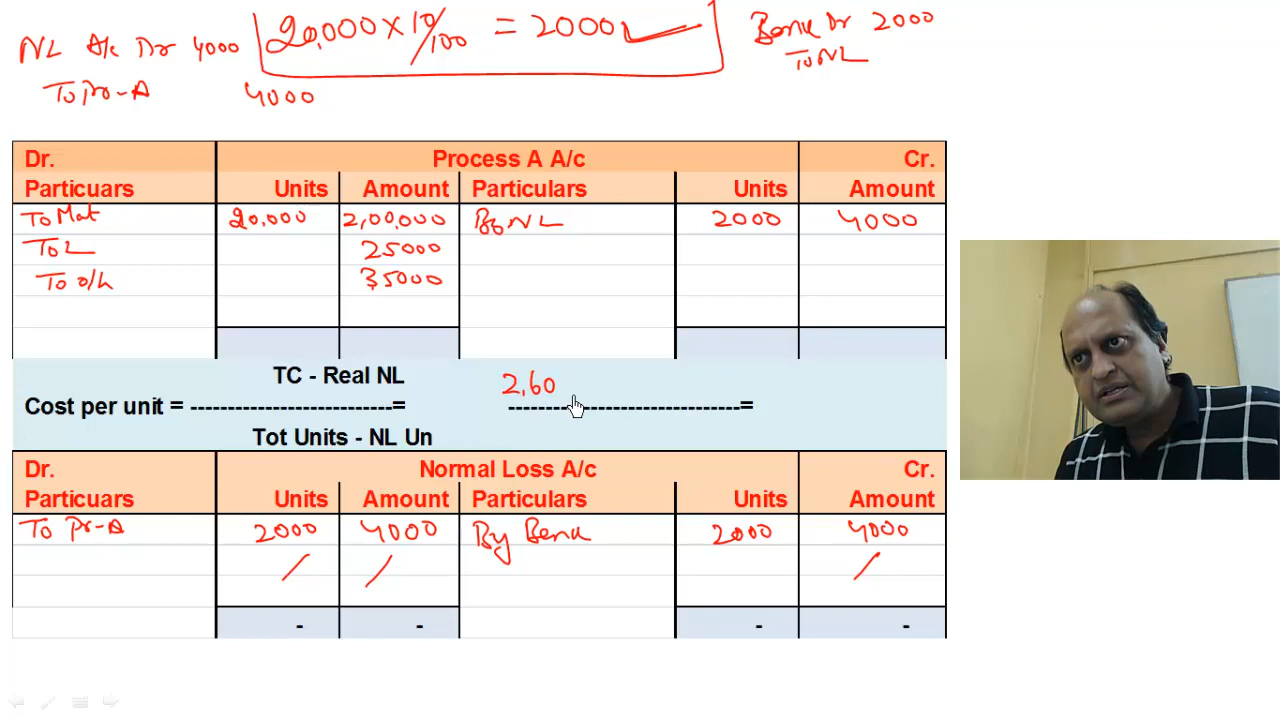 20,000 × 10/100 = 2000
NL A/c Dr 4000
To Pr-A 4000
Bank Dr 2000
To NL
Dr. Process A A/c Cr.
Particuars Units Amount Particulars Units Amount
To Mat 20,000 2,00,000 By NL 2000 4000
To L 25000
To O/h 35000
TC - Real NL 2,60
Cost per unit = ---------------------------= ---------------------------=
Tot Units - NL Un
Dr. Normal Loss A/c Cr.
Particuars Units Amount Particulars Units Amount
To Pr-A 2000 4000 By Bank 2000 4000
- - - -